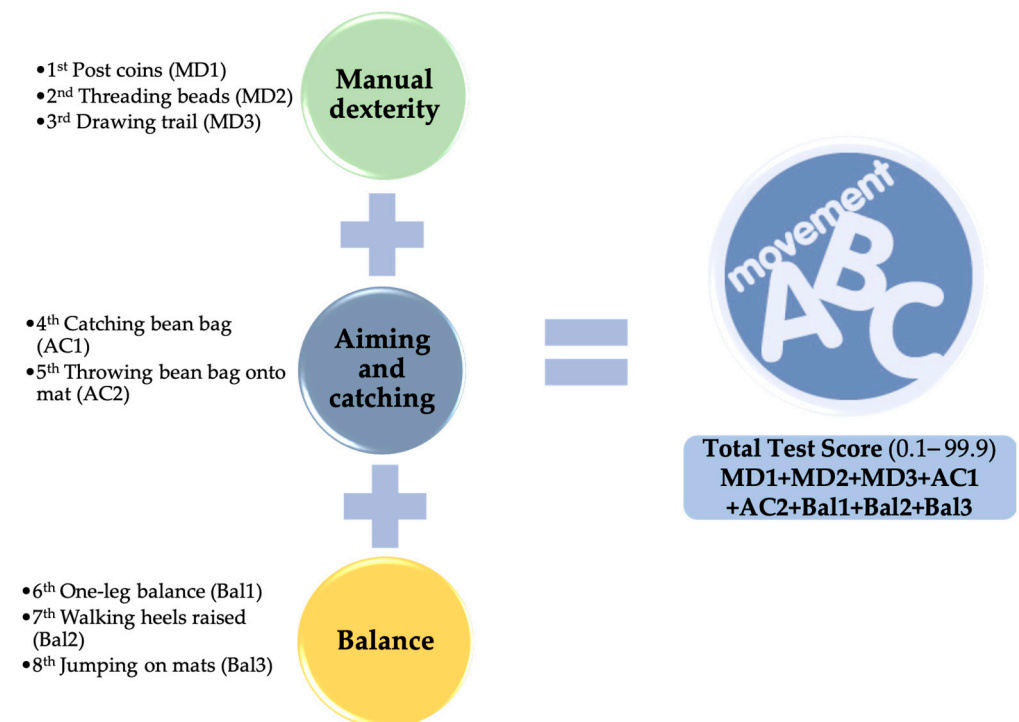 •1st Post coins (MD1)
•2nd Threading beads (MD2)
•3rd Drawing trail (MD3)
Manual
dexterity
•4th Catching bean bag
(AC1)
•5th Throwing bean bag onto
mat (AC2)
Aiming
and
catching
•6th One-leg balance (Bal1)
•7th Walking heels raised
(Bal2)
•8th Jumping on mats (Bal3)
Balance
movement
ABC
Total Test Score (0.1–99.9)
MD1+MD2+MD3+AC1
+AC2+Bal1+Bal2+Bal3